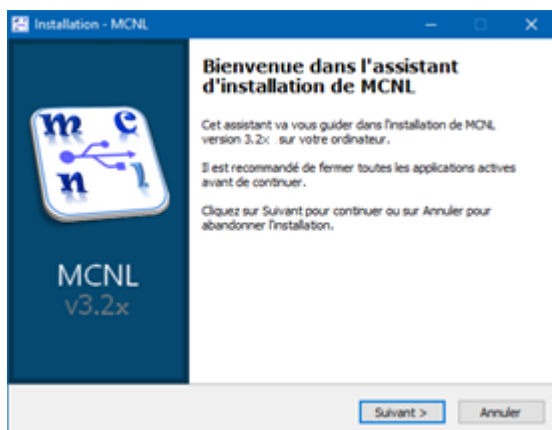 Installation - MCNL
m c
n l
MCNL
v3.2x
Bienvenue dans l'assistant
d'installation de MCNL
Cet assistant va vous guider dans l'installation de MCNL
version 3.2x sur votre ordinateur.
Il est recommandé de fermer toutes les applications actives
avant de continuer.
Cliquez sur Suivant pour continuer ou sur Annuler pour
abandonner l'installation.
Suivant >
Annuler